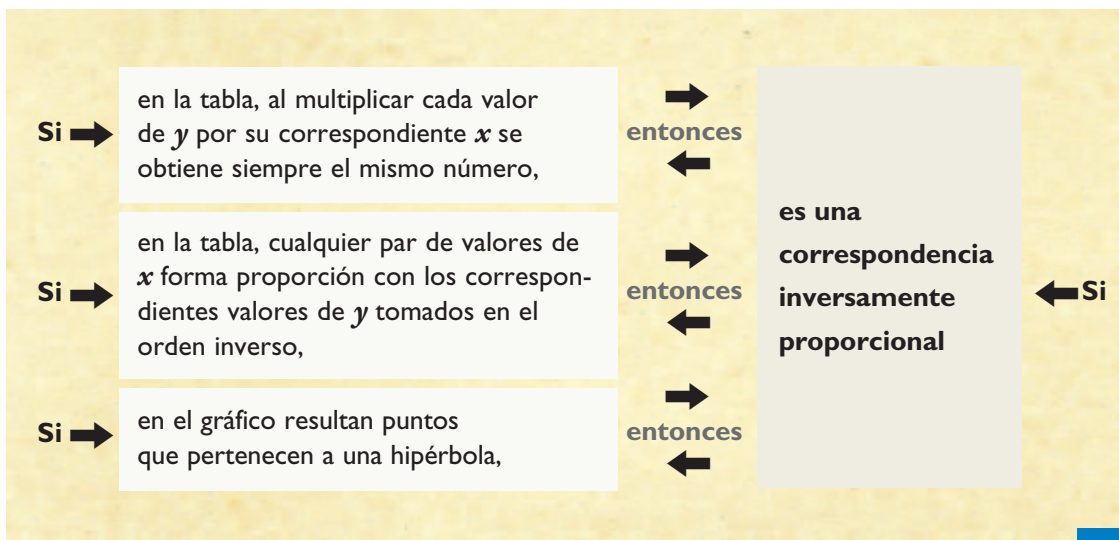 Si
en la tabla, al multiplicar cada valor
de y por su correspondiente x se
obtiene siempre el mismo número,
entonces
Si
en la tabla, cualquier par de valores de
x forma proporción con los correspon-
dientes valores de y tomados en el
orden inverso,
entonces
Si
en el gráfico resultan puntos
que pertenecen a una hipérbola,
entonces
es una
correspondencia
inversamente
proporcional
Si